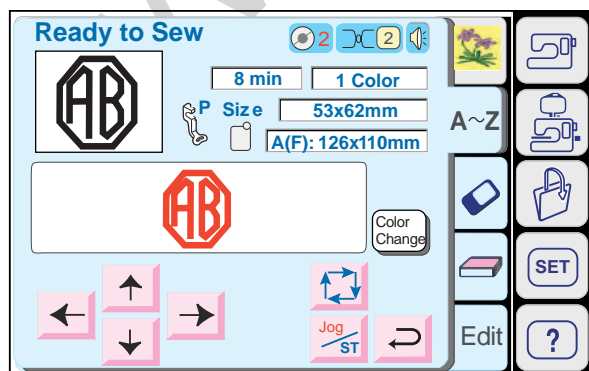 Ready to Sew
2
2
AB
8 min
1 Color
P
Size
53x62mm
A(F): 126x110mm
A~Z
AB
Color
Change
SET
Jog
ST
Edit
?